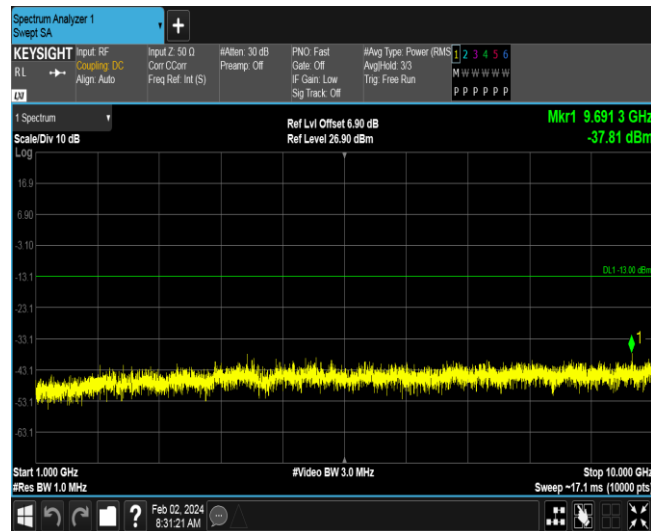 Spectrum Analyzer 1
Swept SA
+
KEYSIGHT
RL
LXI
Input: RF
Coupling: DC
Align: Auto
Input Z: 50 Ω
Corr CCorr
Freq Ref: Int (S)
#Atten: 30 dB
Preamp: Off
PNO: Fast
Gate: Off
IF Gain: Low
Sig Track: Off
#Avg Type: Power (RMS
Avg|Hold: 3/3
Trig: Free Run
1 2 3 4 5 6
M W W W W W
P P P P P P
1 Spectrum
Scale/Div 10 dB
Log
Ref Lvl Offset 6.90 dB
Ref Level 26.90 dBm
Mkr1 9.691 3 GHz
-37.81 dBm
16.9
6.90
-3.10
-13.1
DL1 -13.00 dBm
-23.1
-33.1
1
-43.1
-53.1
-63.1
Start 1.000 GHz
#Video BW 3.0 MHz
Stop 10.000 GHz
#Res BW 1.0 MHz
Sweep ~17.1 ms (10000 pts)
?
Feb 02, 2024
8:31:21 AM